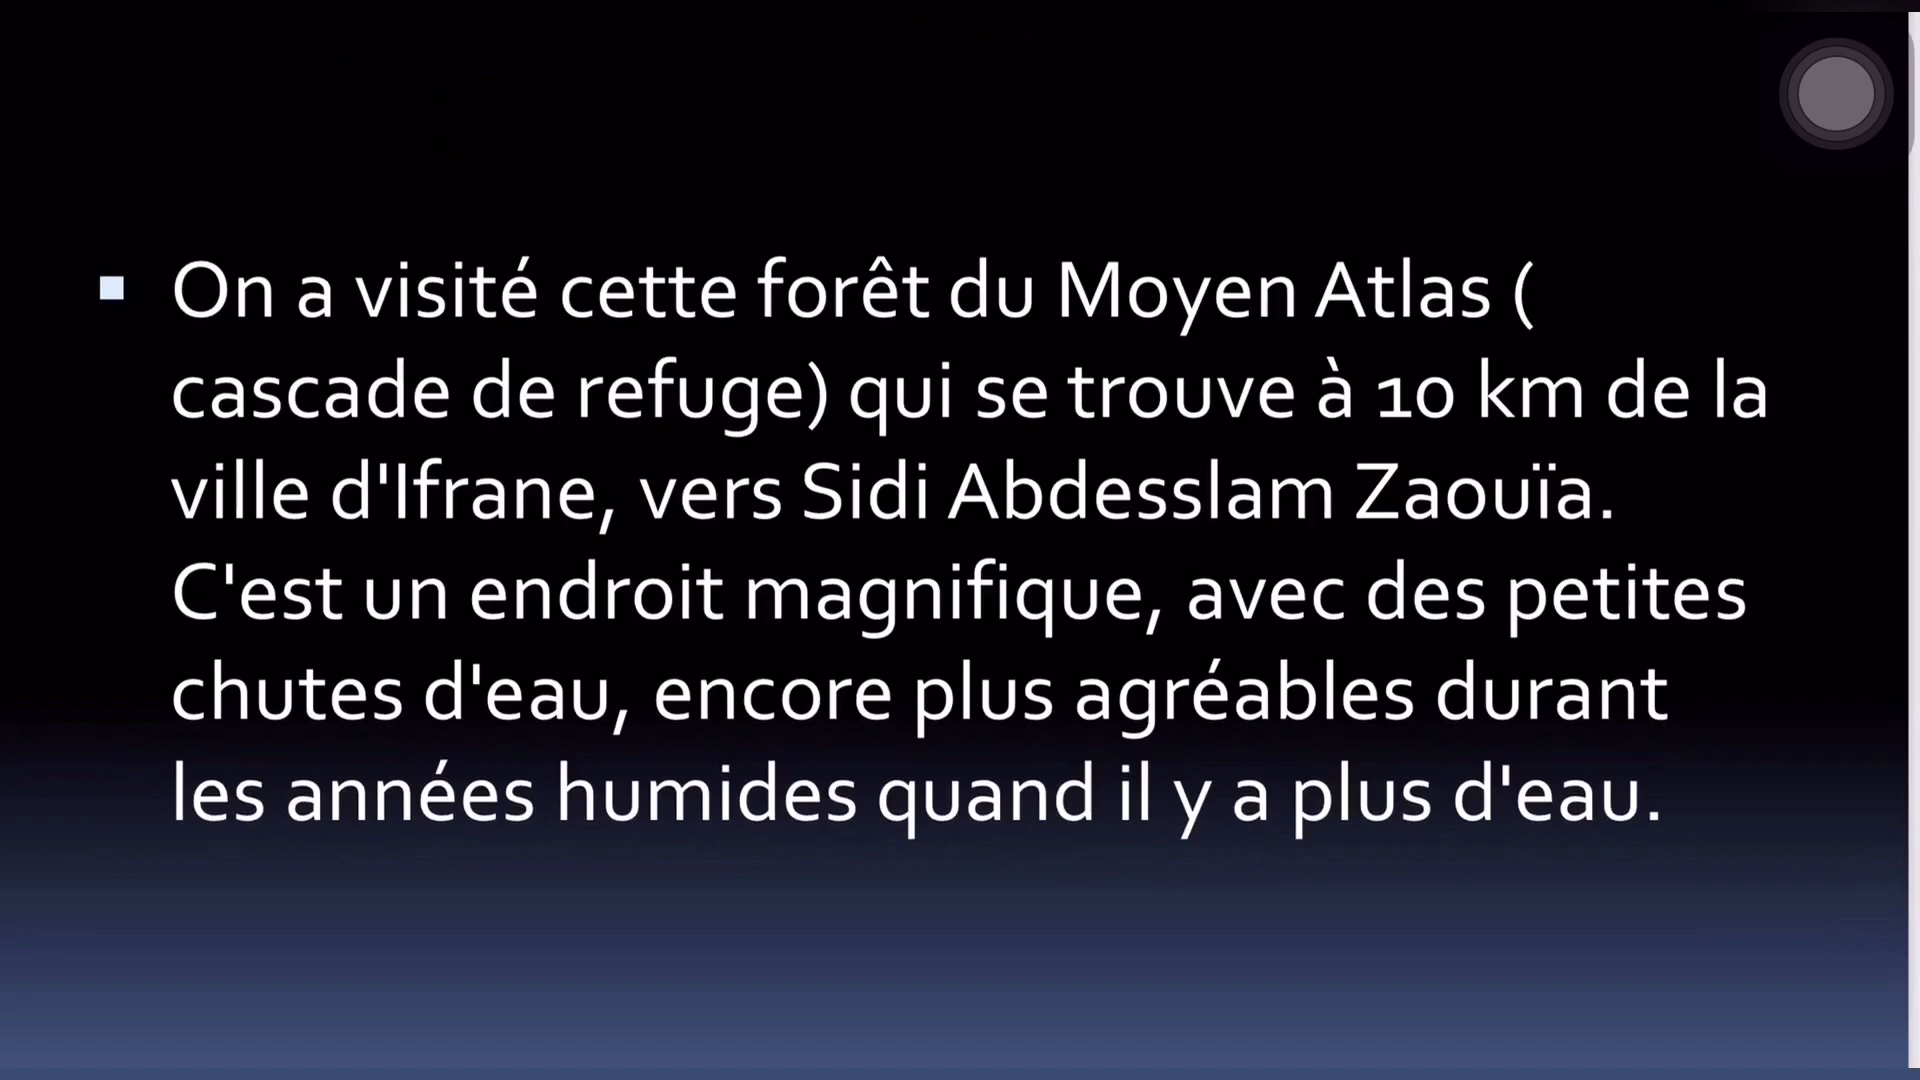 ▪ On a visité cette forêt du Moyen Atlas (
cascade de refuge) qui se trouve à 10 km de la
ville d'Ifrane, vers Sidi Abdesslam Zaouïa.
C'est un endroit magnifique, avec des petites
chutes d'eau, encore plus agréables durant
les années humides quand il y a plus d'eau.